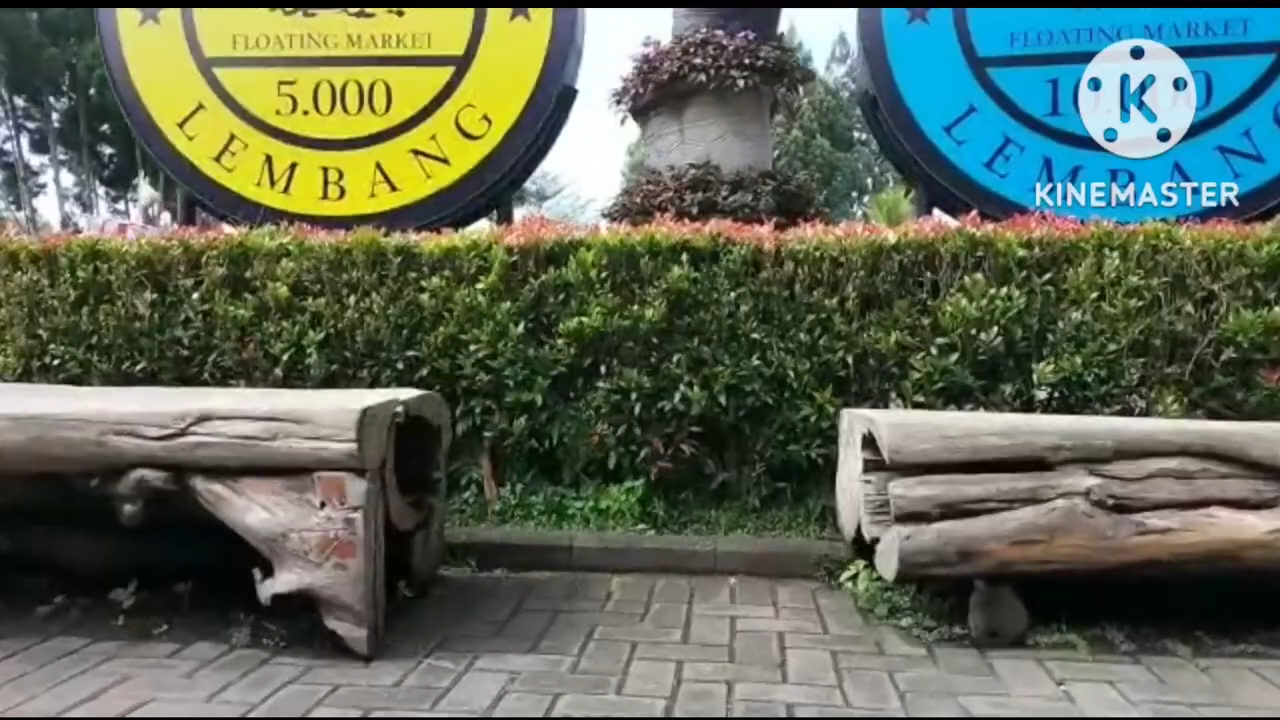 FLOATING MARKET
5.000
LEMBANG
FLOATING MARKET
LEMBANG
K
KINEMASTER